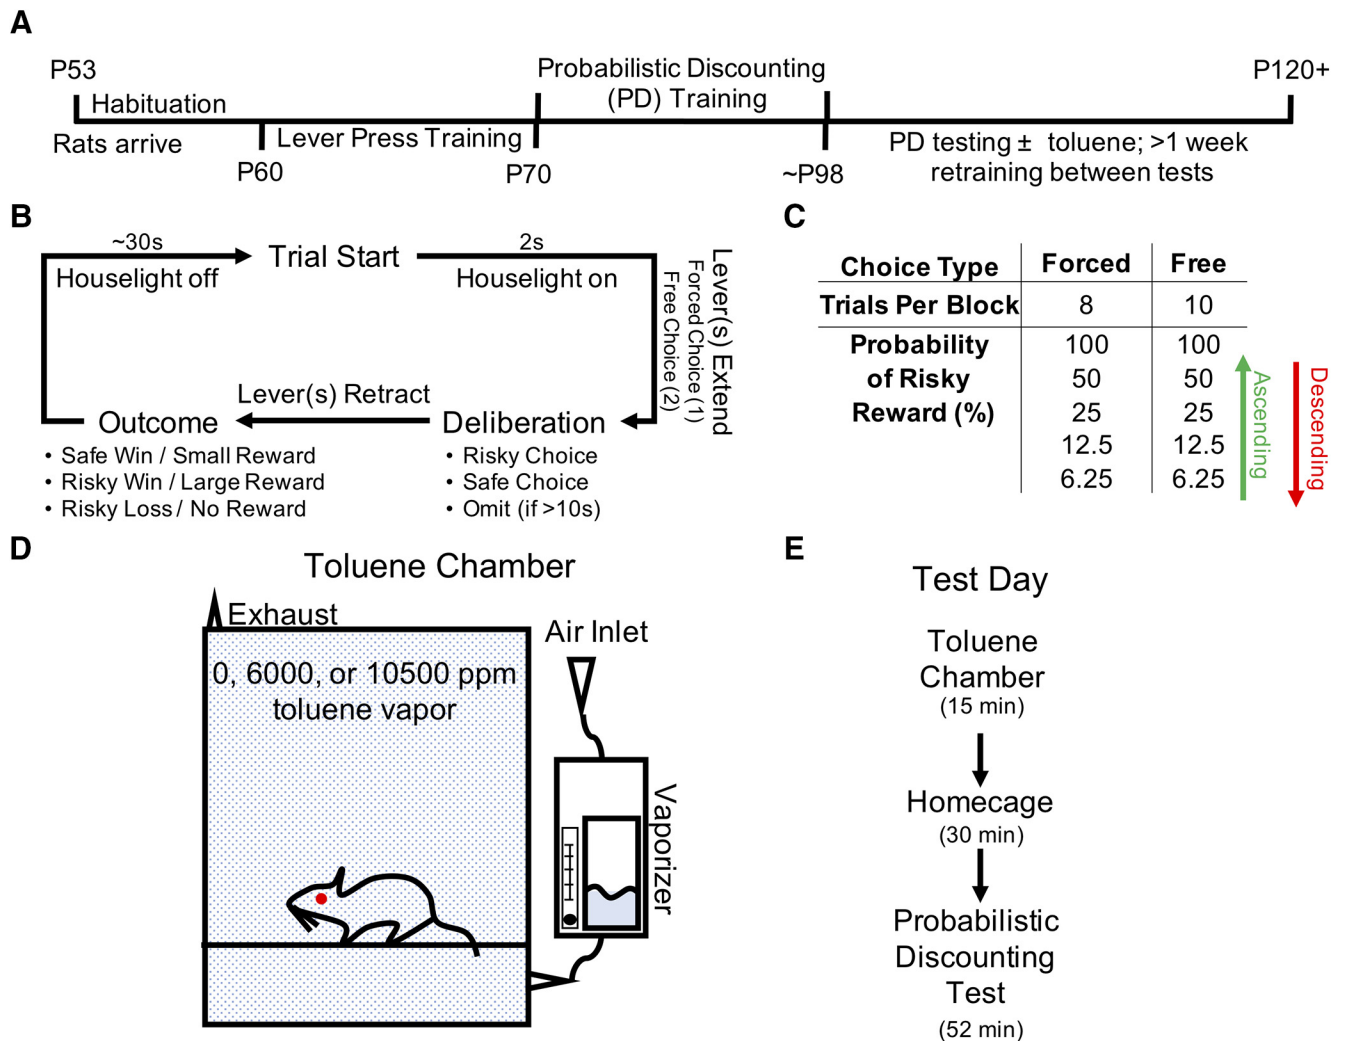 A
P53
Habituation
Rats arrive
P60
Lever Press Training
P70
Probabilistic Discounting
(PD) Training
~P98
PD testing ± toluene; >1 week
retraining between tests
P120+
B
~30s
Houselight off
Trial Start
2s
Houselight on
Lever(s) Extend
Forced Choice (1)
Free Choice (2)
Deliberation
• Risky Choice
• Safe Choice
• Omit (if >10s)
Lever(s) Retract
Outcome
• Safe Win / Small Reward
• Risky Win / Large Reward
• Risky Loss / No Reward
C
Choice Type Forced Free
Trials Per Block 8 10
Probability 100 100
of Risky 50 50
Reward (%) 25 25
12.5 12.5
6.25 6.25
Ascending
Descending
D
Toluene Chamber
Exhaust
0, 6000, or 10500 ppm
toluene vapor
Air Inlet
Vaporizer
E
Test Day
Toluene
Chamber
(15 min)
Homecage
(30 min)
Probabilistic
Discounting
Test
(52 min)